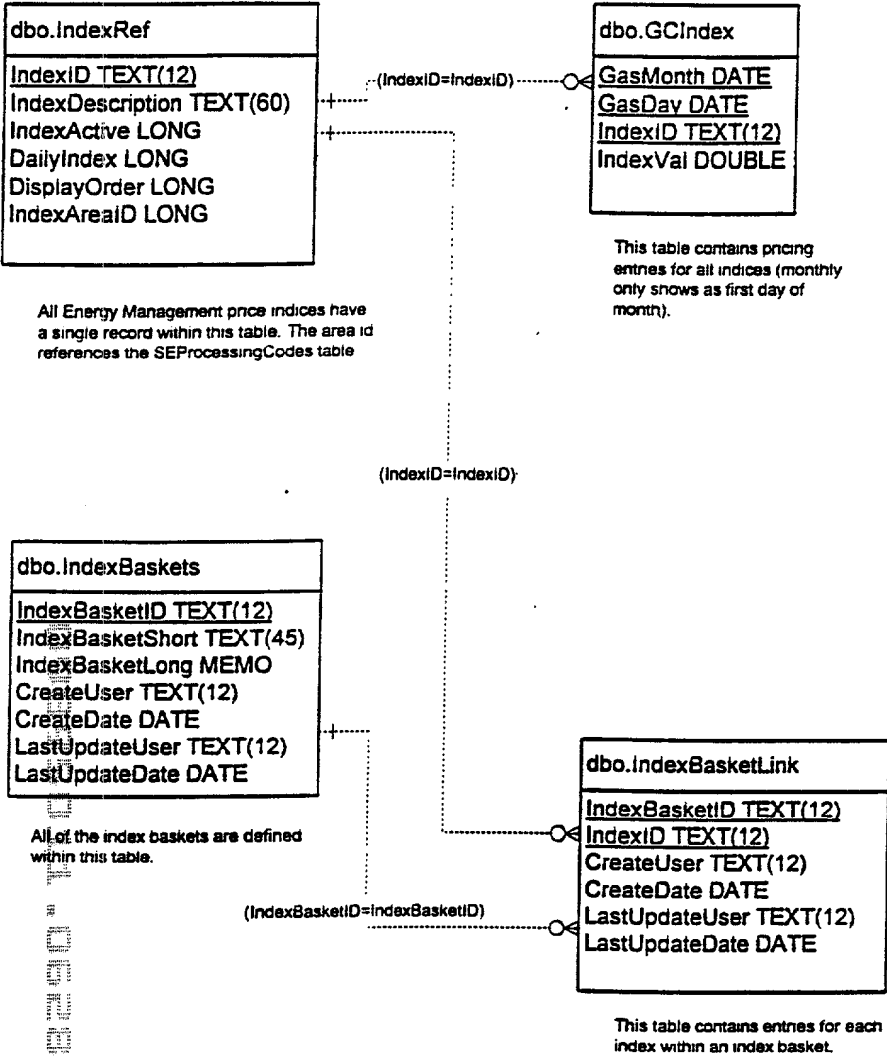 dbo.IndexRef
IndexID TEXT(12)
IndexDescription TEXT(60)
IndexActive LONG
DailyIndex LONG
DisplayOrder LONG
IndexAreaID LONG
All Energy Management price indices have
a single record within this table. The area id
references the SEProcessingCodes table
(IndexID=IndexID)
dbo.GCIndex
GasMonth DATE
GasDay DATE
IndexID TEXT(12)
IndexVal DOUBLE
This table contains pricing
entries for all indices (monthly
only shows as first day of
month).
(IndexID=IndexID)
dbo.IndexBaskets
IndexBasketID TEXT(12)
IndexBasketShort TEXT(45)
IndexBasketLong MEMO
CreateUser TEXT(12)
CreateDate DATE
LastUpdateUser TEXT(12)
LastUpdateDate DATE
All of the index baskets are defined
within this table.
(IndexBasketID=IndexBasketID)
dbo.IndexBasketLink
IndexBasketID TEXT(12)
IndexID TEXT(12)
CreateUser TEXT(12)
CreateDate DATE
LastUpdateUser TEXT(12)
LastUpdateDate DATE
This table contains entries for each
index within an index basket.